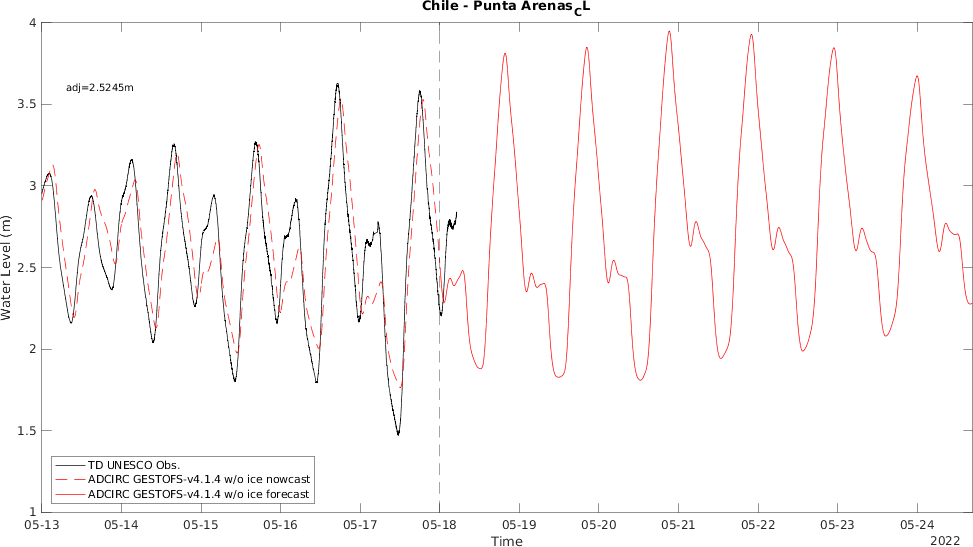 Chile - Punta Arenas_CL
adj=2.5245m
Water Level (m)
4
3.5
3
2.5
2
1.5
1
TD UNESCO Obs.
ADCIRC GESTOFS-v4.1.4 w/o ice nowcast
ADCIRC GESTOFS-v4.1.4 w/o ice forecast
05-13 05-14 05-15 05-16 05-17 05-18 05-19 05-20 05-21 05-22 05-23 05-24
Time
2022